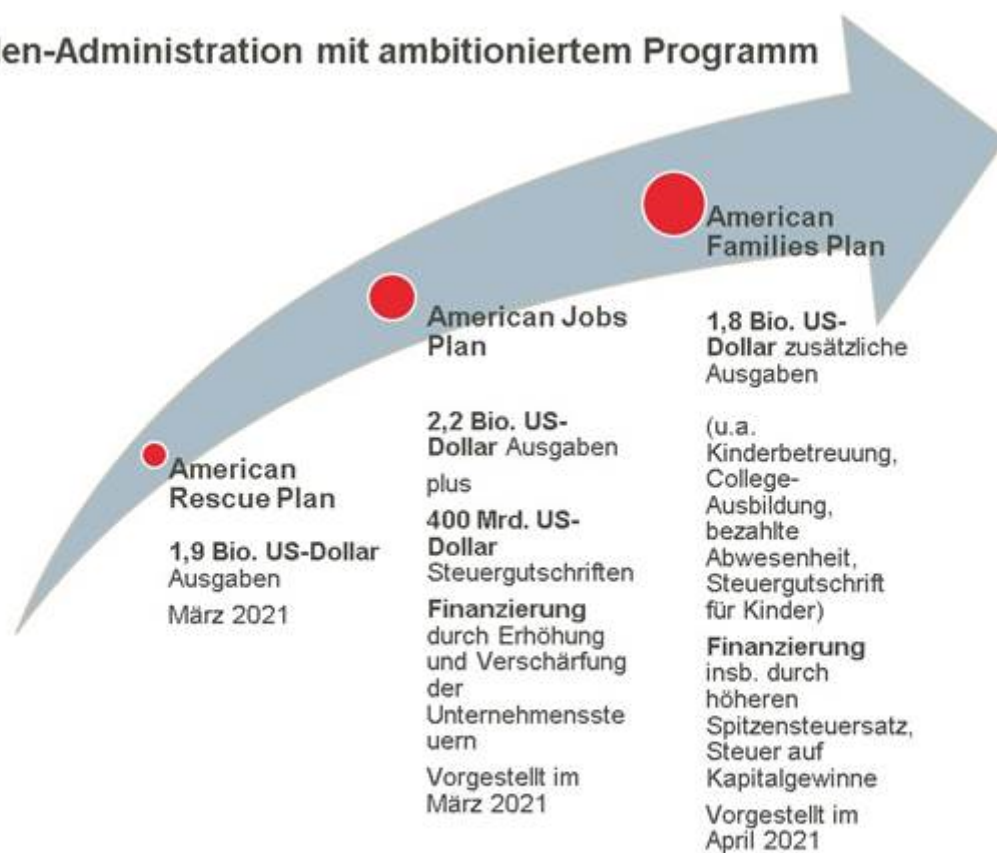 en-Administration mit ambitioniertem Programm
American
Rescue Plan
1,9 Bio. US-Dollar
Ausgaben
März 2021
American Jobs
Plan
2,2 Bio. US-
Dollar Ausgaben
plus
400 Mrd. US-
Dollar
Steuergutschriften
Finanzierung
durch Erhöhung
und Verschärfung
der
Unternehmensste
uern
Vorgestellt im
März 2021
American
Families Plan
1,8 Bio. US-
Dollar zusätzliche
Ausgaben
(u.a.
Kinderbetreuung,
College-
Ausbildung,
bezahlte
Abwesenheit,
Steuergutschrift
für Kinder)
Finanzierung
insb. durch
höheren
Spitzensteuersatz,
Steuer auf
Kapitalgewinne
Vorgestellt im
April 2021